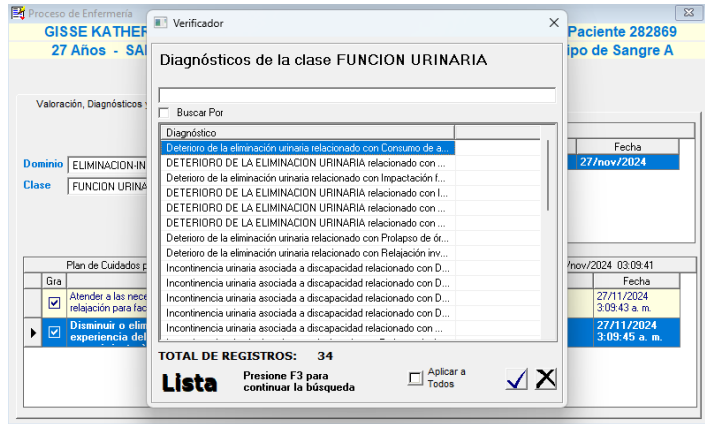 Proceso de Enfermería
GISSE KATHER
Paciente 282869
27 Años - SA
ipo de Sangre A
Valoración, Diagnósticos y
Dominio ELIMINACION-IN
Clase FUNCION URINA
Fecha
27/nov/2024
Plan de Cuidados p
/nov/2024 03:09:41
Gra
Fecha
Atender a las nece
relajación para fac
27/11/2024
3:09:43 a. m.
Disminuir o elim
experiencia del
27/11/2024
3:09:45 a. m.
Verificador
Diagnósticos de la clase FUNCION URINARIA
Buscar Por
Diagnóstico
Deterioro de la eliminación urinaria relacionado con Consumo de a...
DETERIORO DE LA ELIMINACION URINARIA relacionado con ...
Deterioro de la eliminación urinaria relacionado con Impactación f...
DETERIORO DE LA ELIMINACION URINARIA relacionado con I...
DETERIORO DE LA ELIMINACION URINARIA relacionado con ...
DETERIORO DE LA ELIMINACION URINARIA relacionado con ...
Deterioro de la eliminación urinaria relacionado con Prolapso de ór...
Deterioro de la eliminación urinaria relacionado con Relajación inv...
Incontinencia urinaria asociada a discapacidad relacionado con D...
Incontinencia urinaria asociada a discapacidad relacionado con D...
Incontinencia urinaria asociada a discapacidad relacionado con D...
Incontinencia urinaria asociada a discapacidad relacionado con D...
Incontinencia urinaria asociada a discapacidad relacionado con ...
TOTAL DE REGISTROS: 34
Lista
Presione F3 para
continuar la búsqueda
Aplicar a
Todos